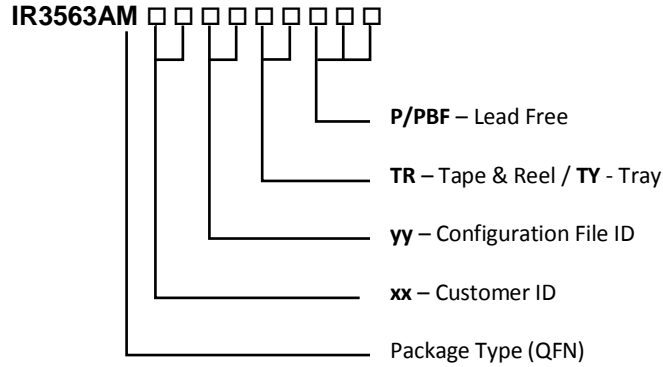 IR3563AM □ □ □ □ □ □ □ □ □
P/PBF – Lead Free
TR – Tape & Reel / TY - Tray
yy – Configuration File ID
xx – Customer ID
Package Type (QFN)